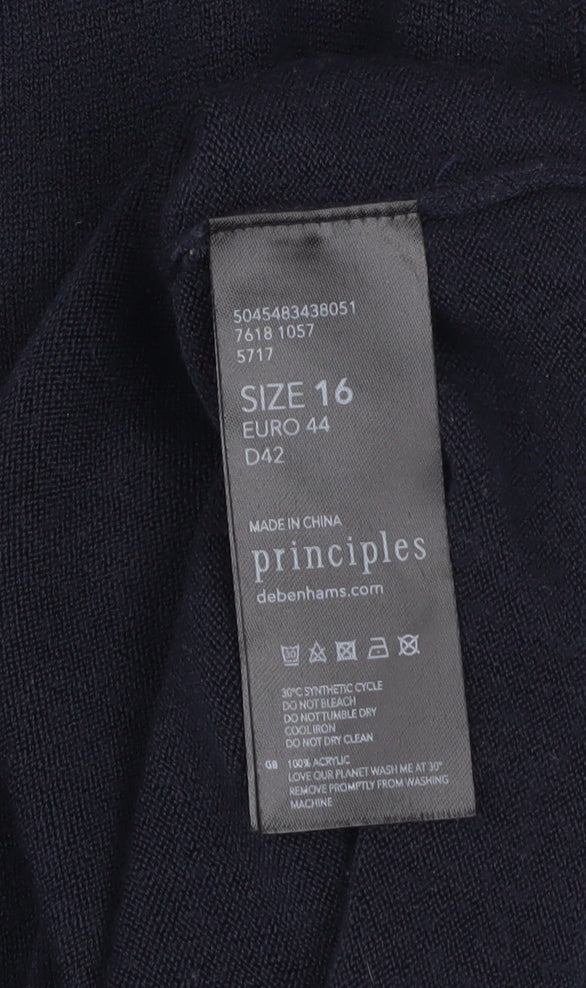 5045483438051
7618 1057
5717
SIZE 16
EURO 44
D42
MADE IN CHINA
principles
debenhams.com
30
30°C SYNTHETIC CYCLE
DO NOT BLEACH
DO NOT TUMBLE DRY
COOL IRON
DO NOT DRY CLEAN
GB 100% ACRYLIC
LOVE OUR PLANET WASH ME AT 30°
REMOVE PROMPTLY FROM WASHING
MACHINE